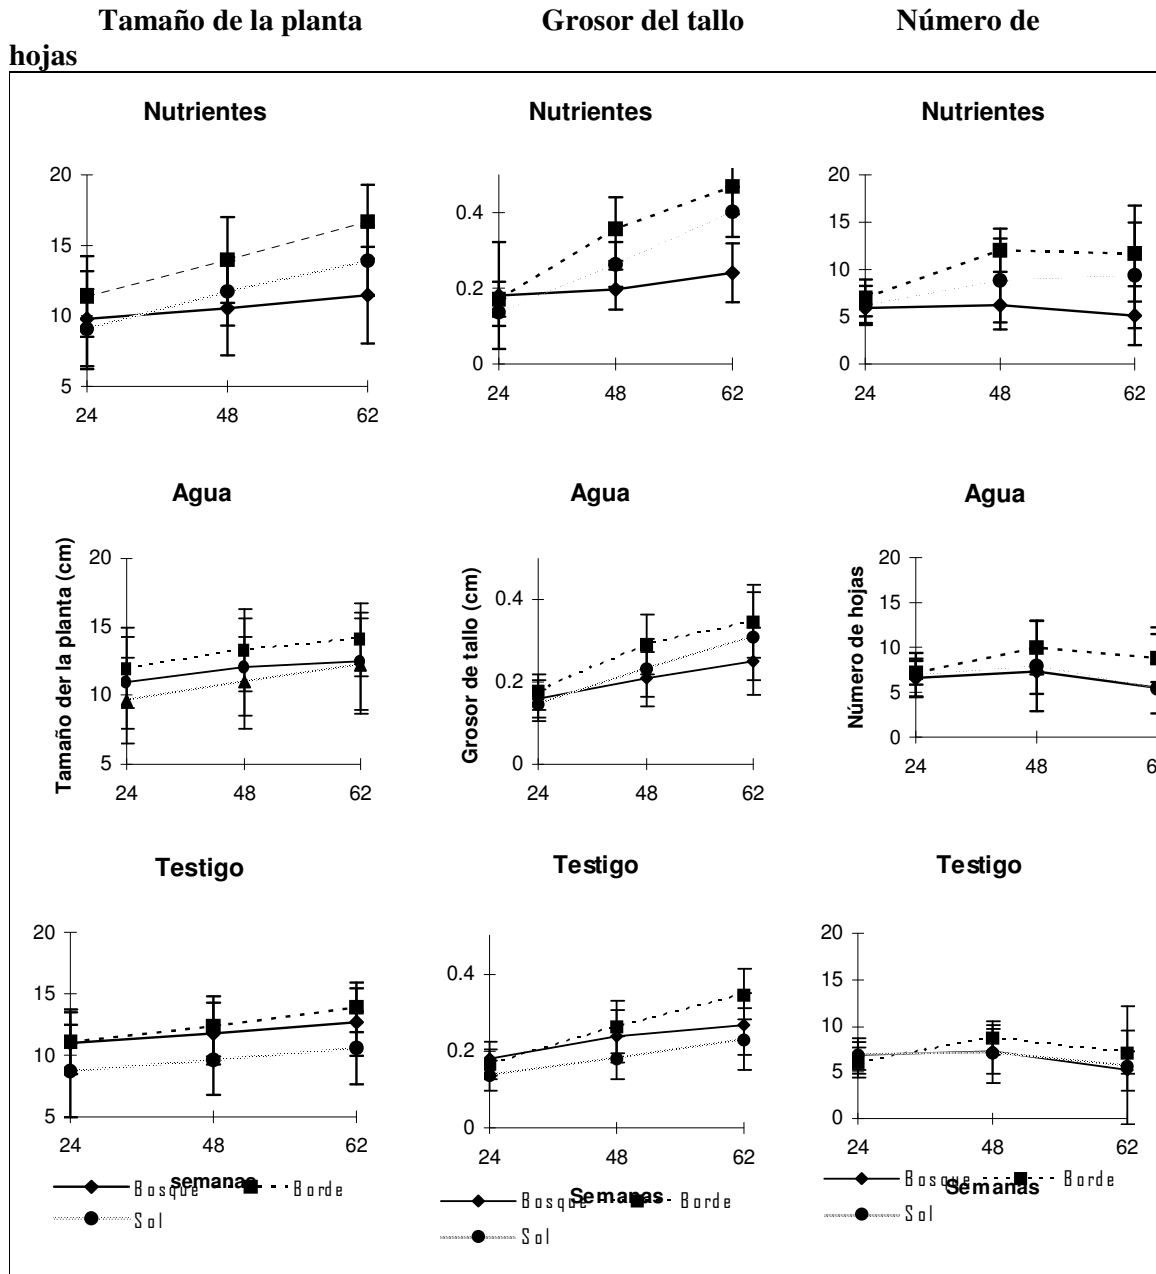 Tamaño de la planta Grosor del tallo Número de
hojas
Nutrientes Nutrientes Nutrientes
20 20
15 0.4 15
15 10
10 0.2 5
5 0 0
24 48 62 24 48 62 24 48 62
Agua Agua Agua
Tamaño der la planta (cm) Grosor de tallo (cm) Número de hojas
20 20
15 0.4 15
10 0.2 10
5
5 0 0
24 48 62 24 48 62 24 48
Testigo Testigo Testigo
20 20
15 0.4 15
10 0.2 10
5
5 0 0
24 48 62 24 48 62 24 48 62
semanas Semanas Semanas
Bosque Borde Bosque Borde Bosque Borde
Sol Sol Sol